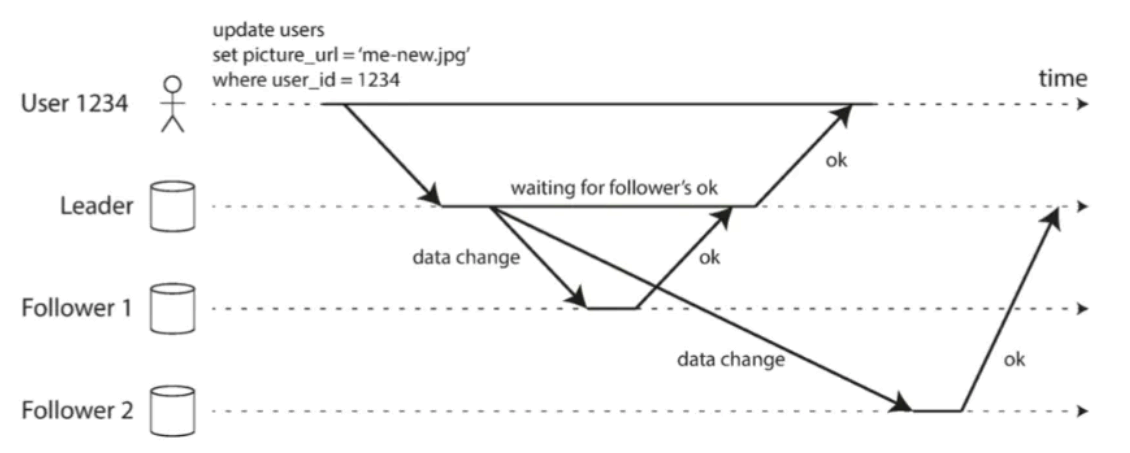 update users
set picture_url = ‘me-new.jpg’
where user_id = 1234
time
User 1234
ok
waiting for follower’s ok
Leader
data change
ok
Follower 1
data change
ok
Follower 2